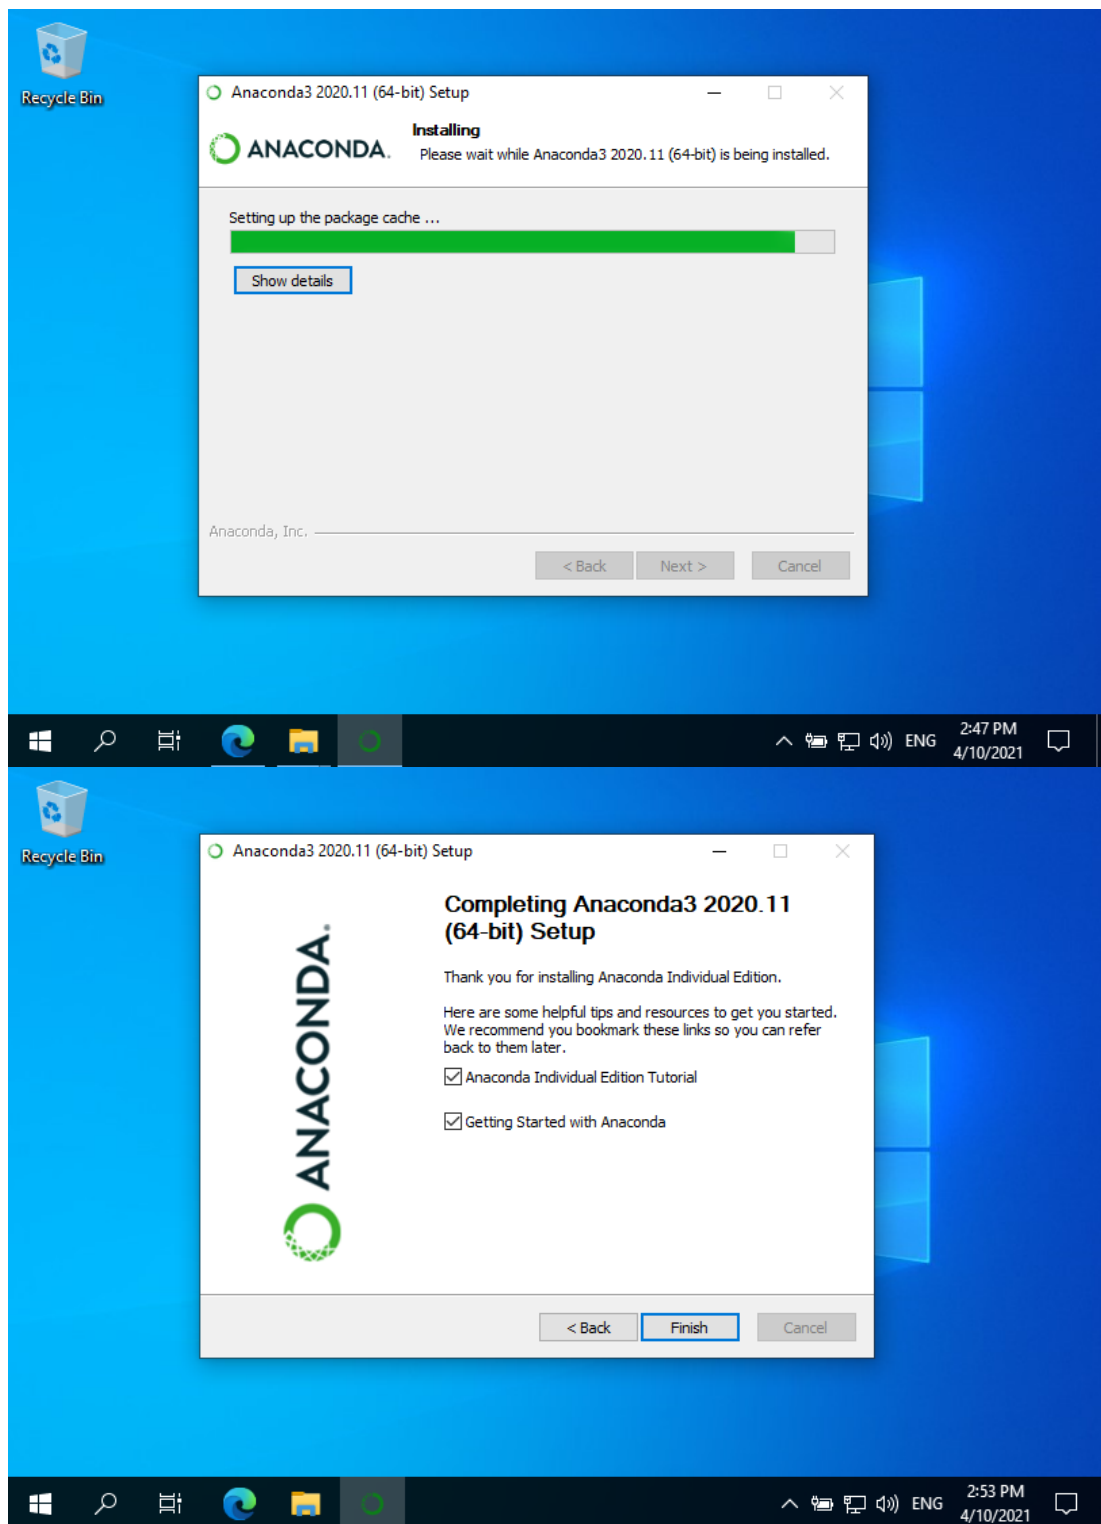 Recycle Bin
Anaconda3 2020.11 (64-bit) Setup
ANACONDA.
Installing
Please wait while Anaconda3 2020.11 (64-bit) is being installed.
Setting up the package cache ...
Show details
Anaconda, Inc.
< Back
Next >
Cancel
ENG
2:47 PM
4/10/2021
Recycle Bin
Anaconda3 2020.11 (64-bit) Setup
ANACONDA.
Completing Anaconda3 2020.11
(64-bit) Setup
Thank you for installing Anaconda Individual Edition.
Here are some helpful tips and resources to get you started.
We recommend you bookmark these links so you can refer
back to them later.
Anaconda Individual Edition Tutorial
Getting Started with Anaconda
< Back
Finish
Cancel
ENG
2:53 PM
4/10/2021